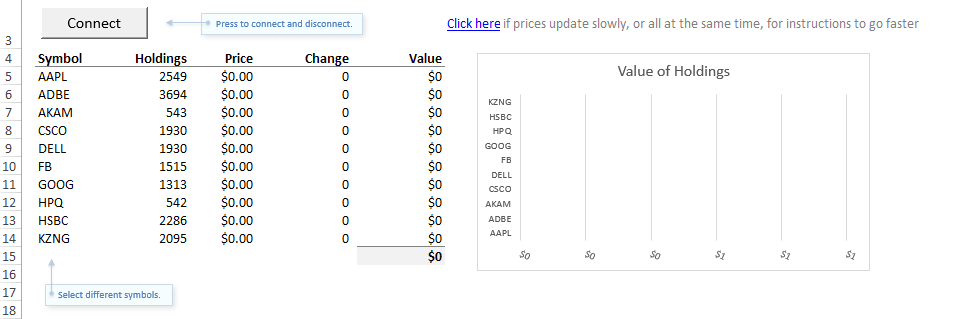 Connect
Press to connect and disconnect.
Click here if prices update slowly, or all at the same time, for instructions to go faster
3
4 Symbol Holdings Price Change Value
5 AAPL 2549 $0.00 0 $0
6 ADBE 3694 $0.00 0 $0
7 AKAM 543 $0.00 0 $0
8 CSCO 1930 $0.00 0 $0
9 DELL 1930 $0.00 0 $0
10 FB 1515 $0.00 0 $0
11 GOOG 1313 $0.00 0 $0
12 HPQ 542 $0.00 0 $0
13 HSBC 2286 $0.00 0 $0
14 KZNG 2095 $0.00 0 $0
15 $0
16
17
18
Select different symbols.
Value of Holdings
KZNG
HSBC
HPQ
GOOG
FB
DELL
CSCO
AKAM
ADBE
AAPL
$0 $0 $0 $1 $1 $1